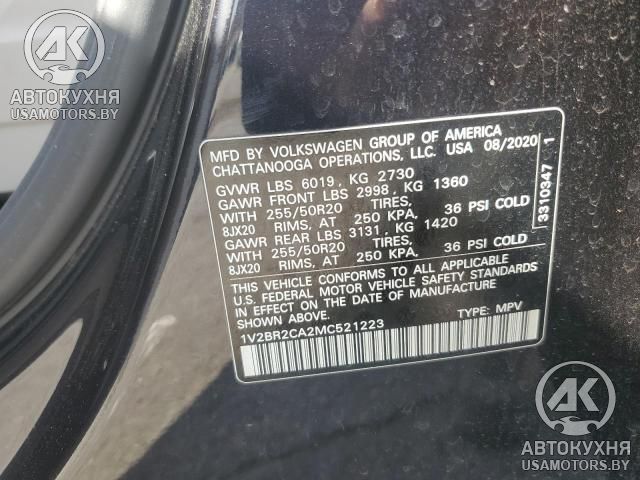 AK
АВТОКУХНЯ
USAMOTORS.BY
MFD BY VOLKSWAGEN GROUP OF AMERICA
CHATTANOOGA OPERATIONS, LLC. USA 08/2020
GVWR LBS 6019, KG 2730
GAWR FRONT LBS 2998, KG 1360
WITH 255/50R20 TIRES,
8JX20 RIMS, AT 250 KPA, 36 PSI COLD
GAWR REAR LBS 3131, KG 1420
WITH 255/50R20 TIRES,
8JX20 RIMS, AT 250 KPA, 36 PSI COLD
THIS VEHICLE CONFORMS TO ALL APPLICABLE
U.S. FEDERAL MOTOR VEHICLE SAFETY STANDARDS
IN EFFECT ON THE DATE OF MANUFACTURE
SHOWN ABOVE.
1V2BR2CA2MC521223 TYPE: MPV
3310347 1
AK
АВТОКУХНЯ
USAMOTORS.BY